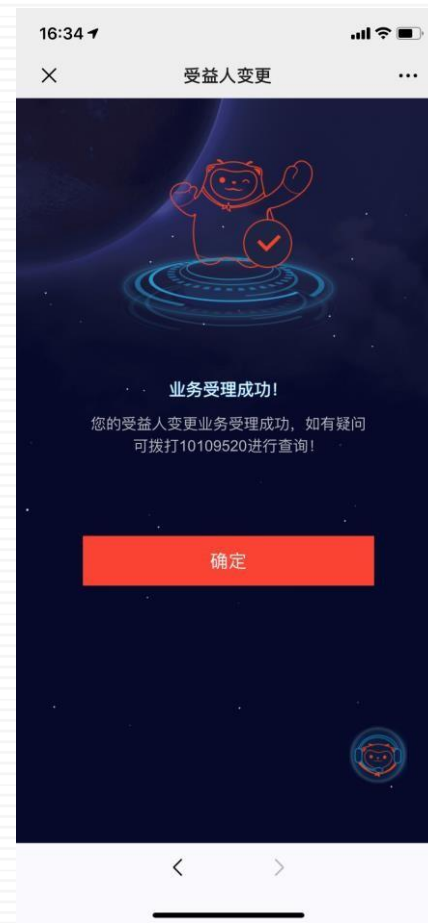 16:34
受益人变更
业务受理成功！
您的受益人变更业务受理成功，如有疑问
可拨打10109520进行查询！
确定